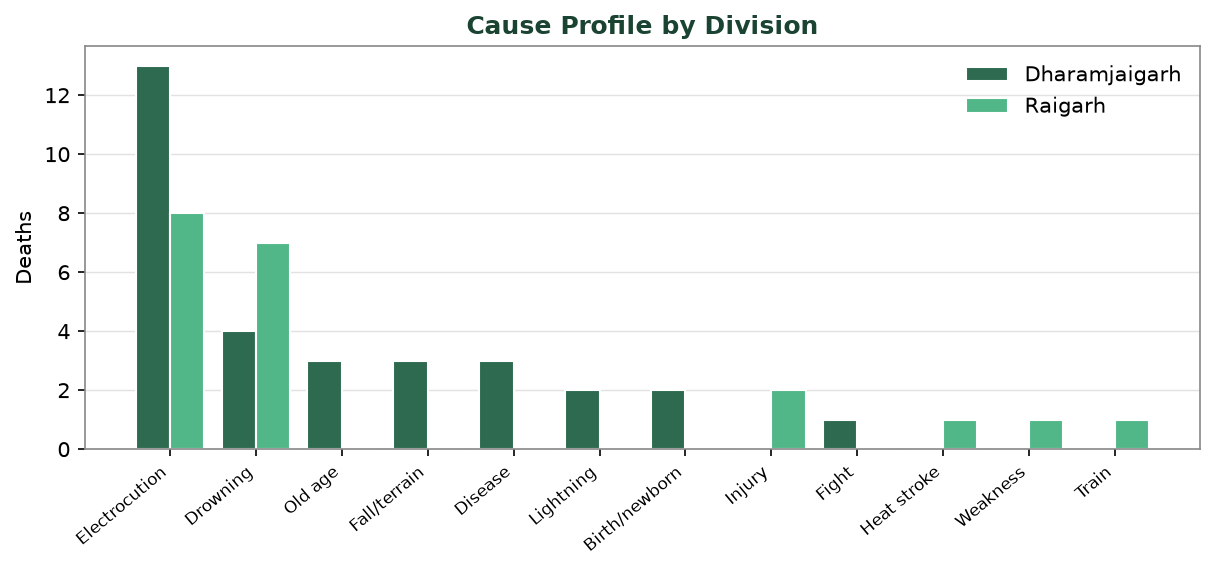 Cause Profile by Division
Dharamjaigarh
Raigarh
Deaths
12
10
8
6
4
2
0
Electrocution
Drowning
Old age
Fall/terrain
Disease
Lightning
Birth/newborn
Injury
Fight
Heat stroke
Weakness
Train